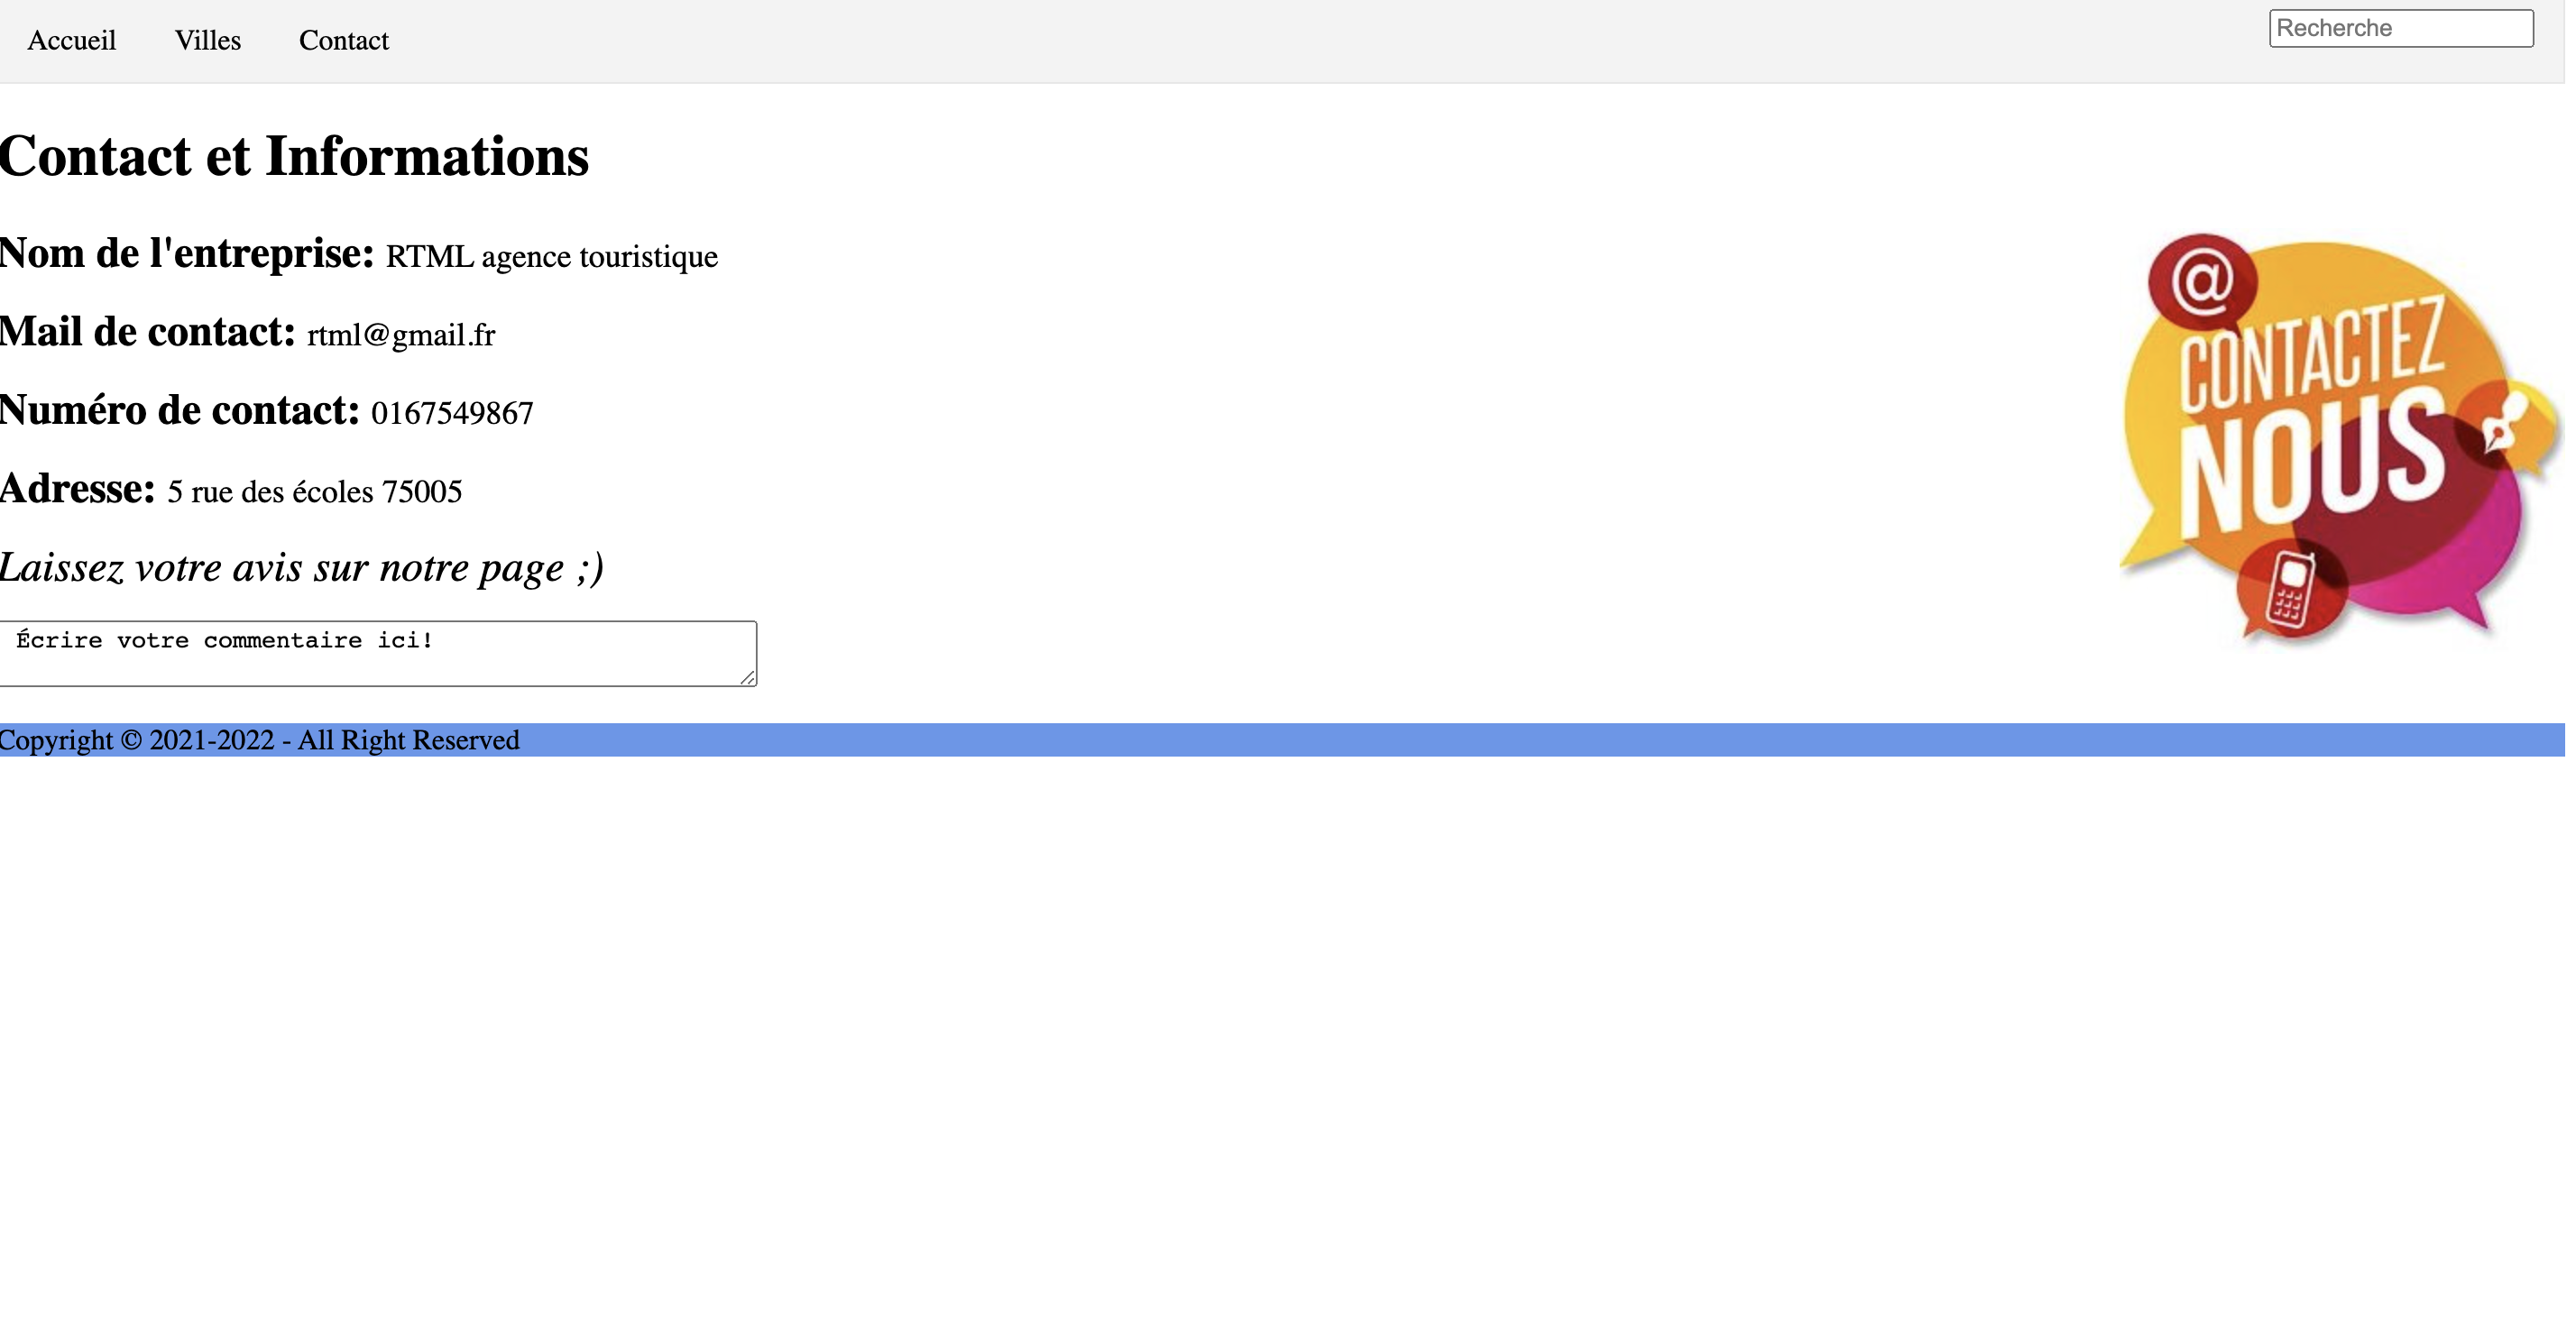 Accueil Villes Contact Recherche
Contact et Informations
Nom de l'entreprise: RTML agence touristique
Mail de contact: rtml@gmail.fr
Numéro de contact: 0167549867
Adresse: 5 rue des écoles 75005
Laissez votre avis sur notre page ;)
Écrire votre commentaire ici!
@
CONTACTEZ
NOUS
Copyright © 2021-2022 - All Right Reserved